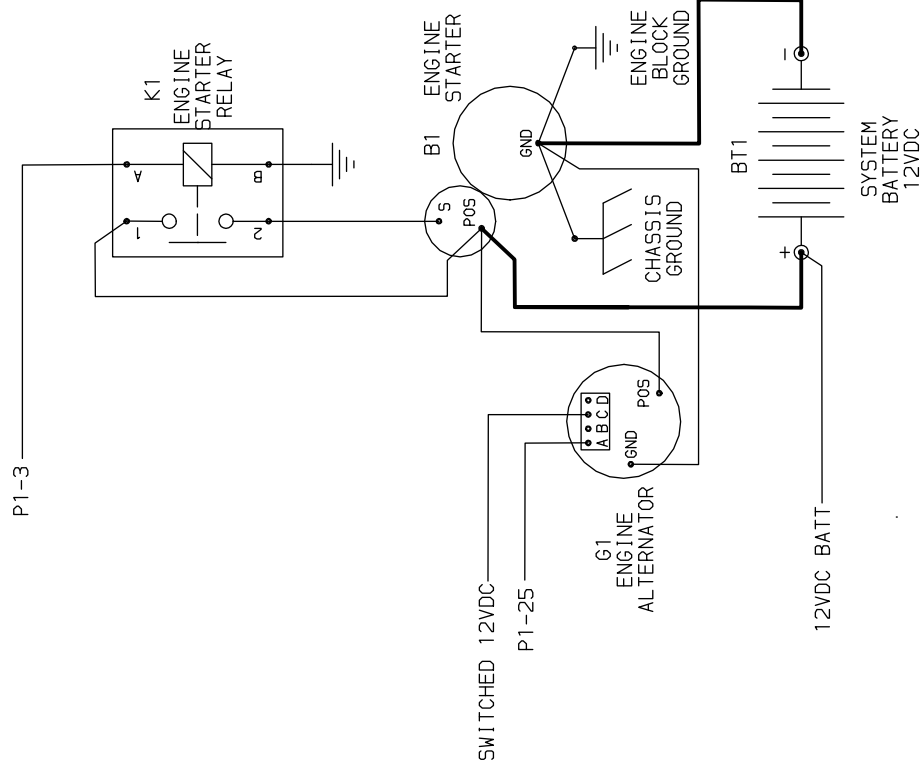 P1-3
K1
ENGINE
STARTER
RELAY
A
B
1
2
ENGINE
STARTER
B1
S
POS
GND
ENGINE
BLOCK
GROUND
CHASSIS
GROUND
BT1
SYSTEM
BATTERY
12VDC
-
+
12VDC BATT
G1
ENGINE
ALTERNATOR
A B C D
POS
GND
SWITCHED 12VDC
P1-25